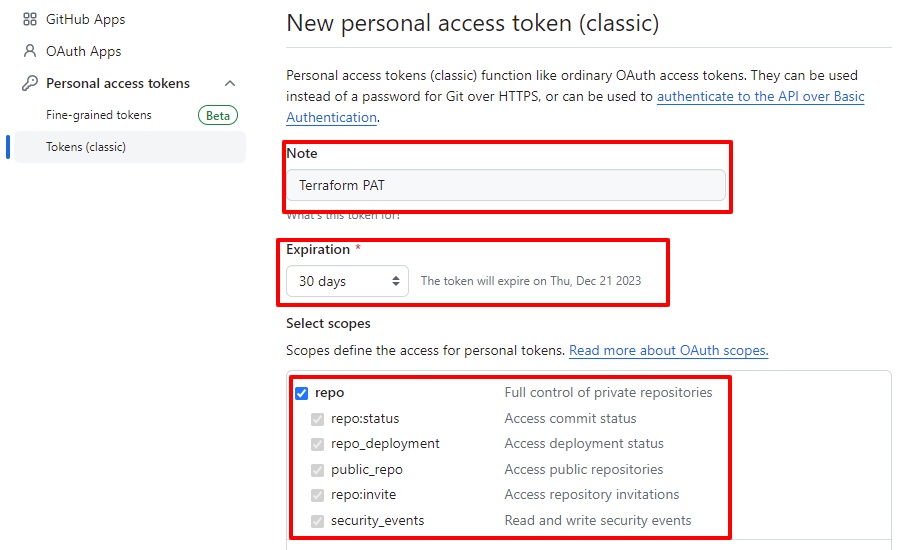 GitHub Apps
OAuth Apps
Personal access tokens
Fine-grained tokens Beta
Tokens (classic)
New personal access token (classic)
Personal access tokens (classic) function like ordinary OAuth access tokens. They can be used
instead of a password for Git over HTTPS, or can be used to authenticate to the API over Basic
Authentication.
Note
Terraform PAT
What's this token for?
Expiration *
30 days The token will expire on Thu, Dec 21 2023
Select scopes
Scopes define the access for personal tokens. Read more about OAuth scopes.
repo Full control of private repositories
repo:status Access commit status
repo_deployment Access deployment status
public_repo Access public repositories
repo:invite Access repository invitations
security_events Read and write security events